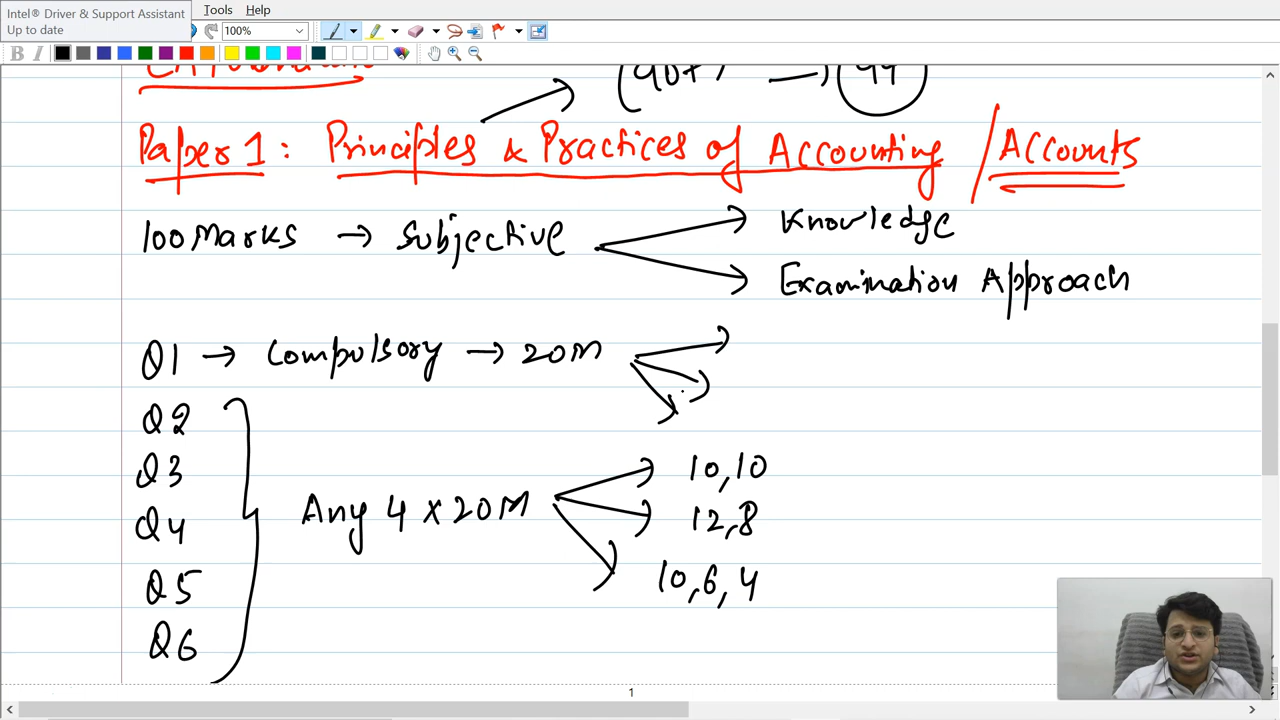 Intel® Driver & Support Assistant
Up to date
Tools Help
100%
B I
Paper 1: Principles & Practices of Accounting / Accounts
100 Marks → Subjective
Knowledge
Examination Approach
Q1 → Compulsory → 20M
Q2
Q3
Q4
Q5
Q6
Any 4 x 20M
10,10
12,8
10,6,4
1